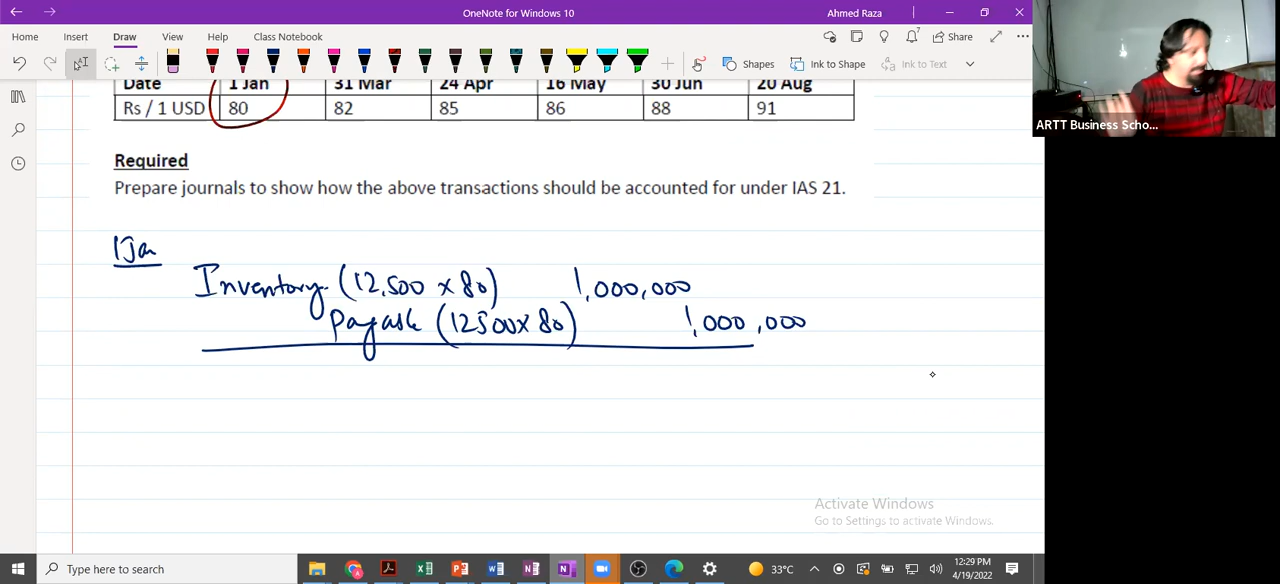 OneNote for Windows 10
Ahmed Raza
Home Insert Draw View Help Class Notebook
Share
Shapes Ink to Shape Ink to Text
ARTT Business Scho...
Date 1 Jan 31 Mar 24 Apr 16 May 30 Jun 20 Aug
Rs / 1 USD 80 82 85 86 88 91
Required
Prepare journals to show how the above transactions should be accounted for under IAS 21.
1 Jan
Inventory (12,500 × 80) 1,000,000
Payable (12500 × 80) 1,000,000
Activate Windows
Go to Settings to activate Windows.
Type here to search
33°C
12:29 PM
4/19/2022